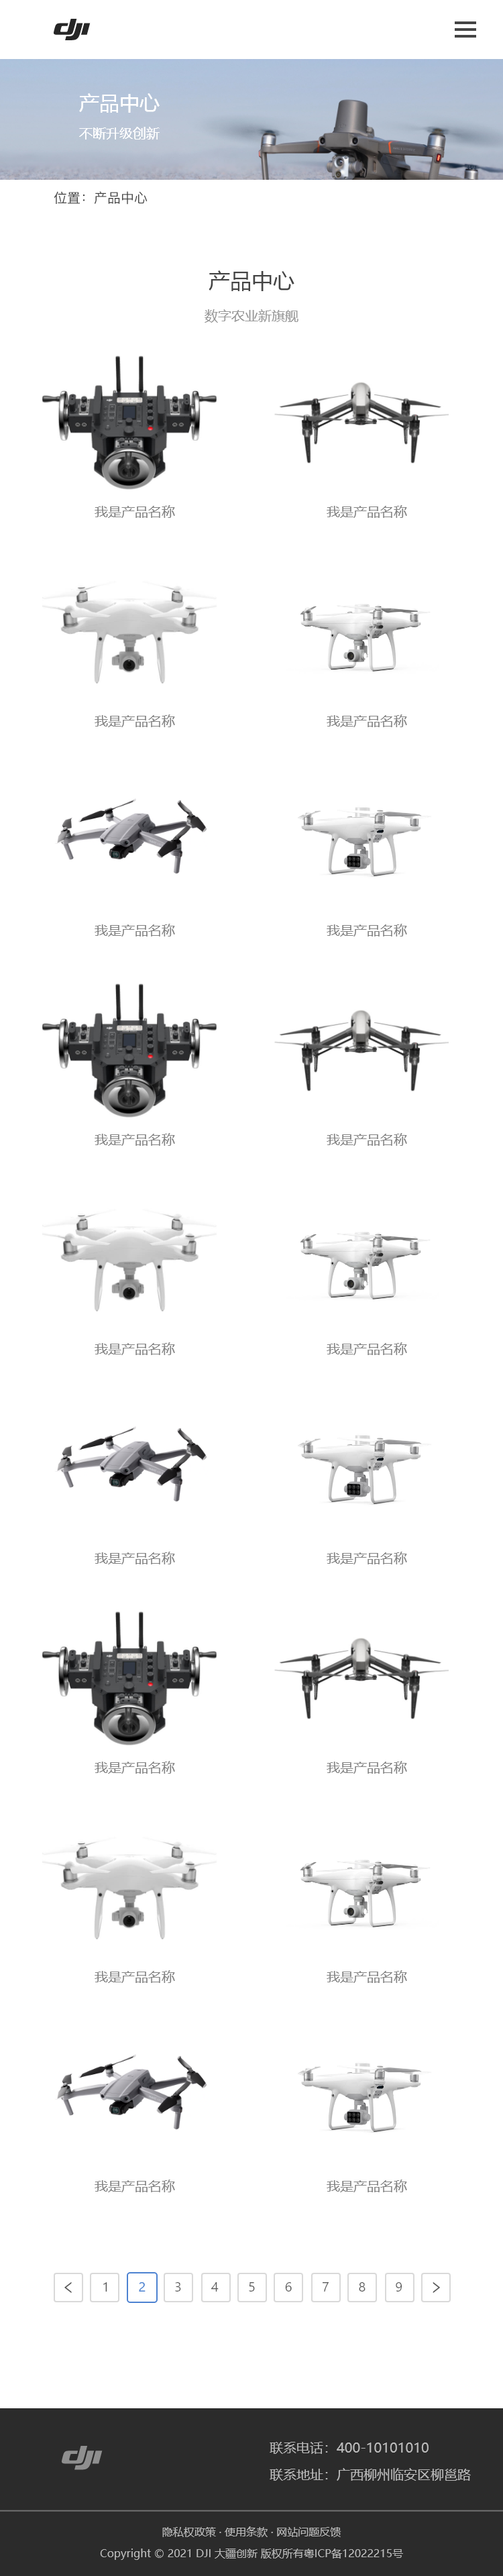 dji
产品中心
不断升级创新
位置：产品中心
产品中心
数字农业新旗舰
我是产品名称 我是产品名称
我是产品名称 我是产品名称
我是产品名称 我是产品名称
我是产品名称 我是产品名称
我是产品名称 我是产品名称
我是产品名称 我是产品名称
我是产品名称 我是产品名称
我是产品名称 我是产品名称
我是产品名称 我是产品名称
< 1 2 3 4 5 6 7 8 9 >
dji
联系电话：400-10101010
联系地址：广西柳州临安区柳邕路
隐私权政策 · 使用条款 · 网站问题反馈
Copyright © 2021 DJI 大疆创新 版权所有粤ICP备12022215号